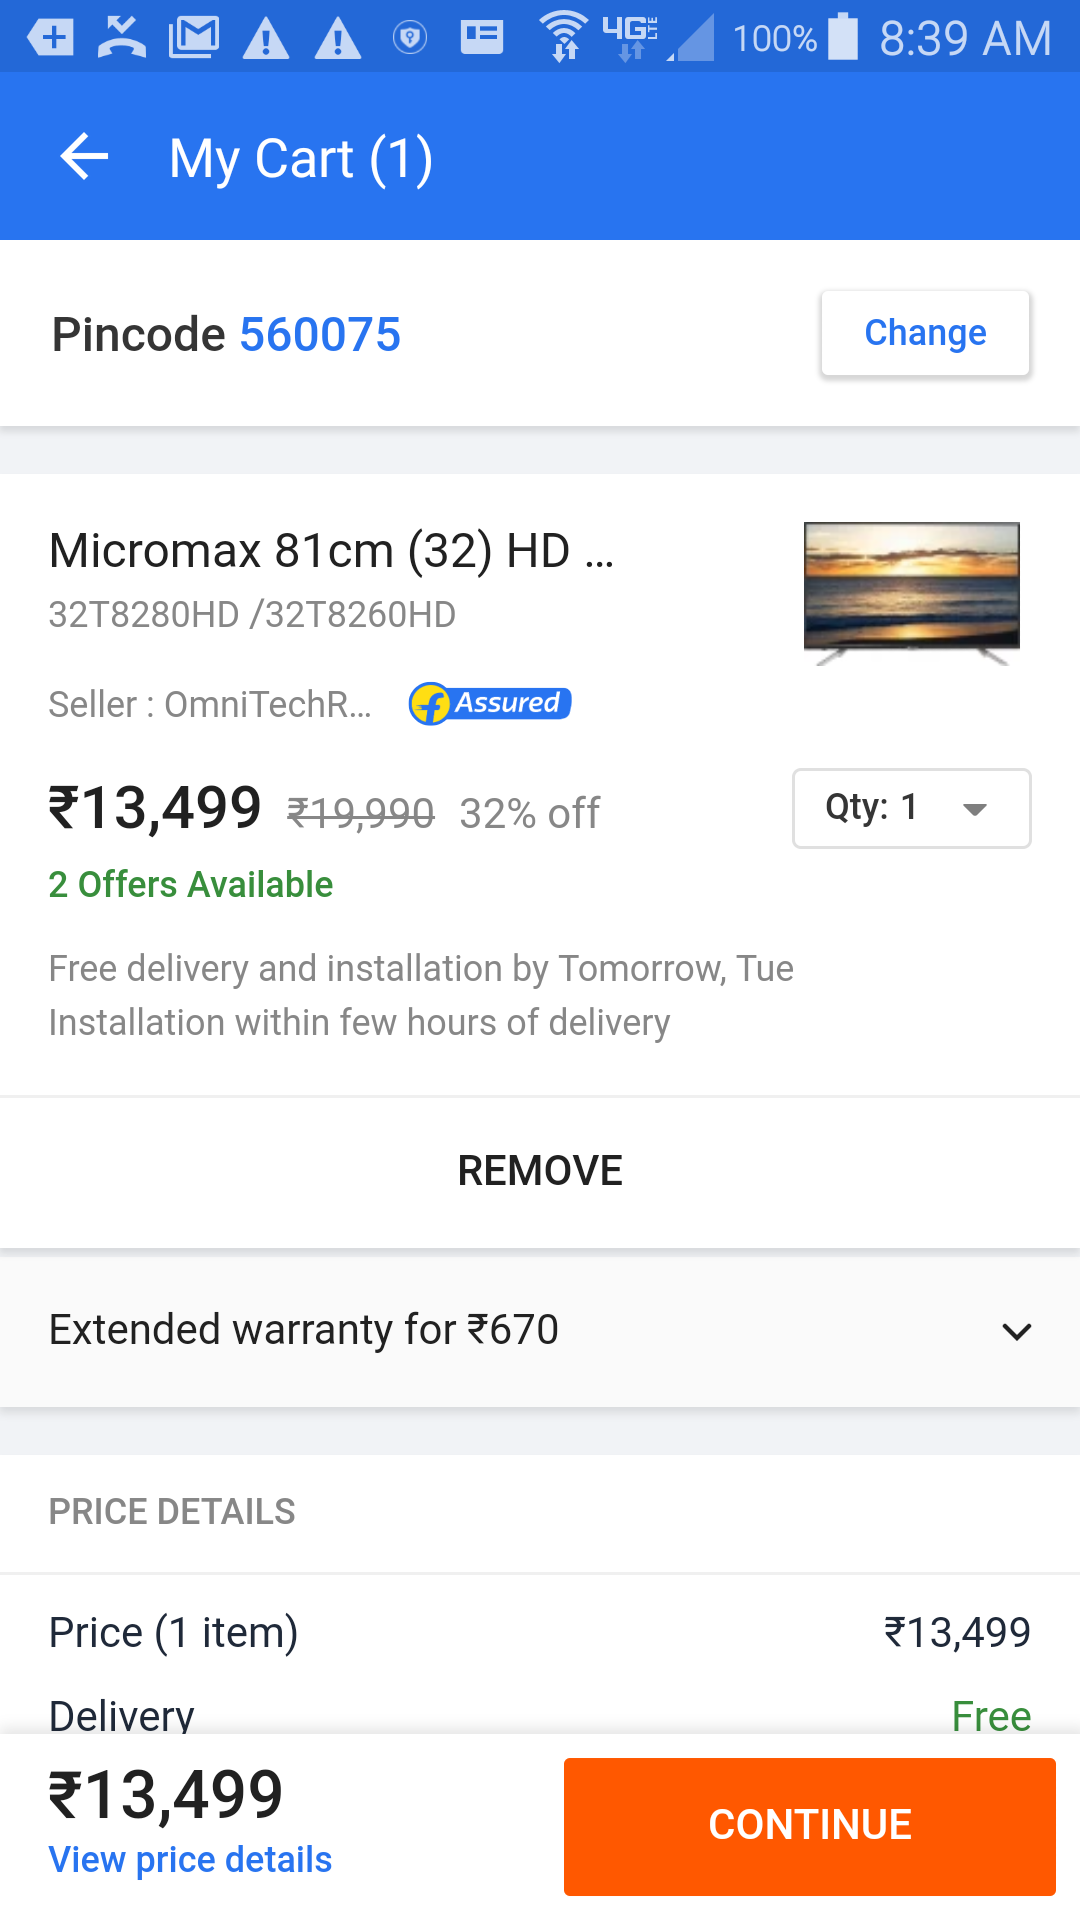 4G LTE 100% 8:39 AM
My Cart (1)
Pincode 560075
Change
Micromax 81cm (32) HD ...
32T8280HD /32T8260HD
Seller : OmniTechR...
f Assured
₹13,499 ₹19,990 32% off
Qty: 1
2 Offers Available
Free delivery and installation by Tomorrow, Tue
Installation within few hours of delivery
REMOVE
Extended warranty for ₹670
PRICE DETAILS
Price (1 item) ₹13,499
Delivery Free
₹13,499
View price details
CONTINUE